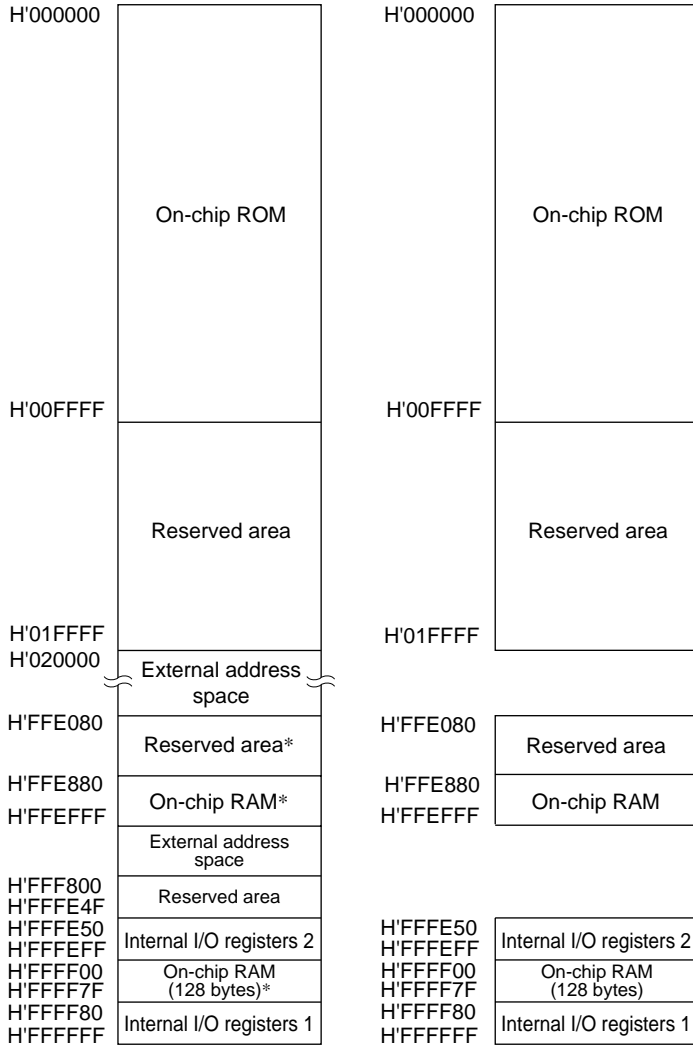 H'000000
On-chip ROM
H'00FFFF
Reserved area
H'01FFFF
H'020000
External address
space
H'FFE080
Reserved area*
H'FFE880
On-chip RAM*
H'FFEFFF
External address
space
H'FFF800
Reserved area
H'FFFE4F
H'FFFE50
Internal I/O registers 2
H'FFFEFF
H'FFFF00
On-chip RAM
(128 bytes)*
H'FFFF7F
H'FFFF80
Internal I/O registers 1
H'FFFFFF
H'000000
On-chip ROM
H'00FFFF
Reserved area
H'01FFFF
H'FFE080
Reserved area
H'FFE880
On-chip RAM
H'FFEFFF
H'FFFE50
Internal I/O registers 2
H'FFFEFF
H'FFFF00
On-chip RAM
(128 bytes)
H'FFFF7F
H'FFFF80
Internal I/O registers 1
H'FFFFFF